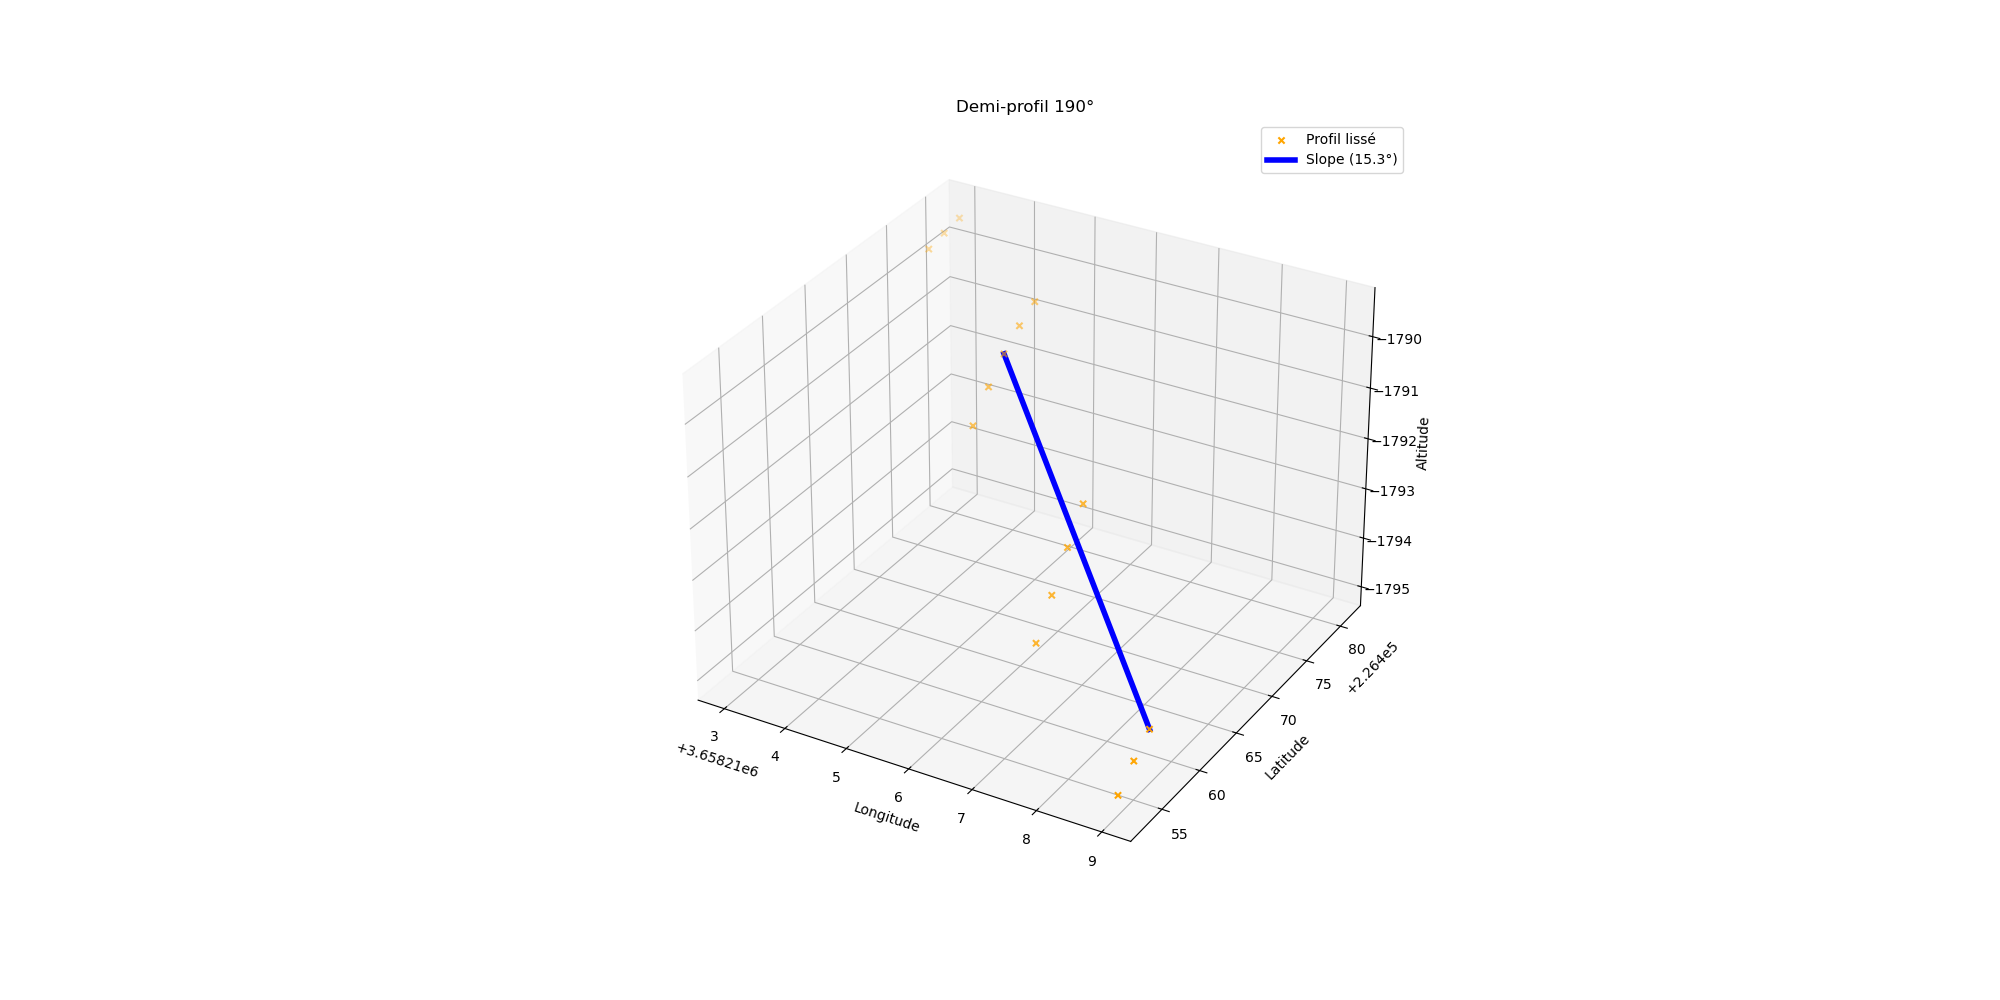 Demi-profil 190°
Profil lissé
Slope (15.3°)
−1790
−1791
−1792
−1793
−1794
−1795
Altitude
80
75
70
65
60
55
+2.264e5
Latitude
3
4
5
6
7
8
9
+3.65821e6
Longitude